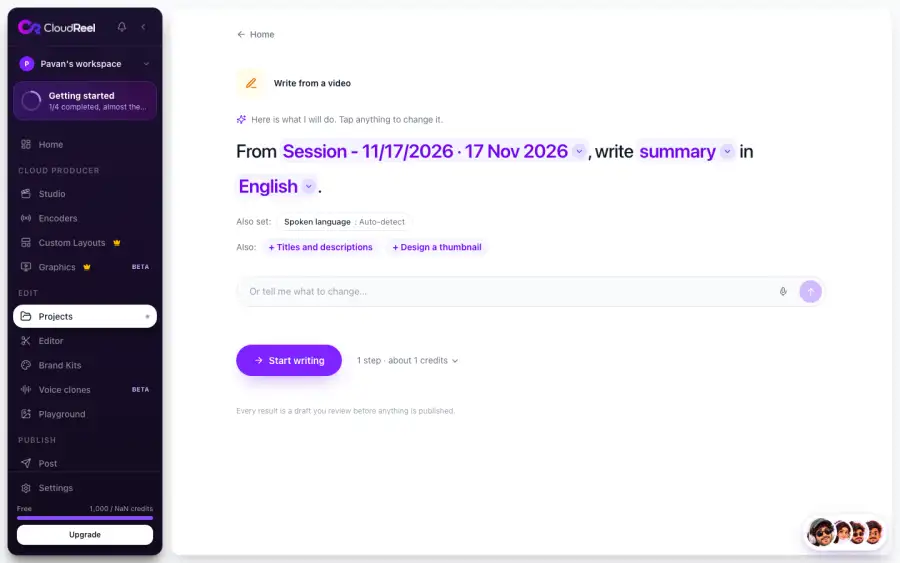 CloudReel
P Pavan's workspace
Getting started
1/4 completed, almost the...
Home
CLOUD PRODUCER
Studio
Encoders
Custom Layouts
Graphics BETA
EDIT
Projects
Editor
Brand Kits
Voice clones BETA
Playground
PUBLISH
Post
Settings
Free 1,000 / NaN credits
Upgrade
Home
Write from a video
Here is what I will do. Tap anything to change it.
From Session - 11/17/2026 · 17 Nov 2026 , write summary in
English .
Also set: Spoken language : Auto-detect
Also: + Titles and descriptions + Design a thumbnail
Or tell me what to change...
Start writing 1 step · about 1 credits
Every result is a draft you review before anything is published.